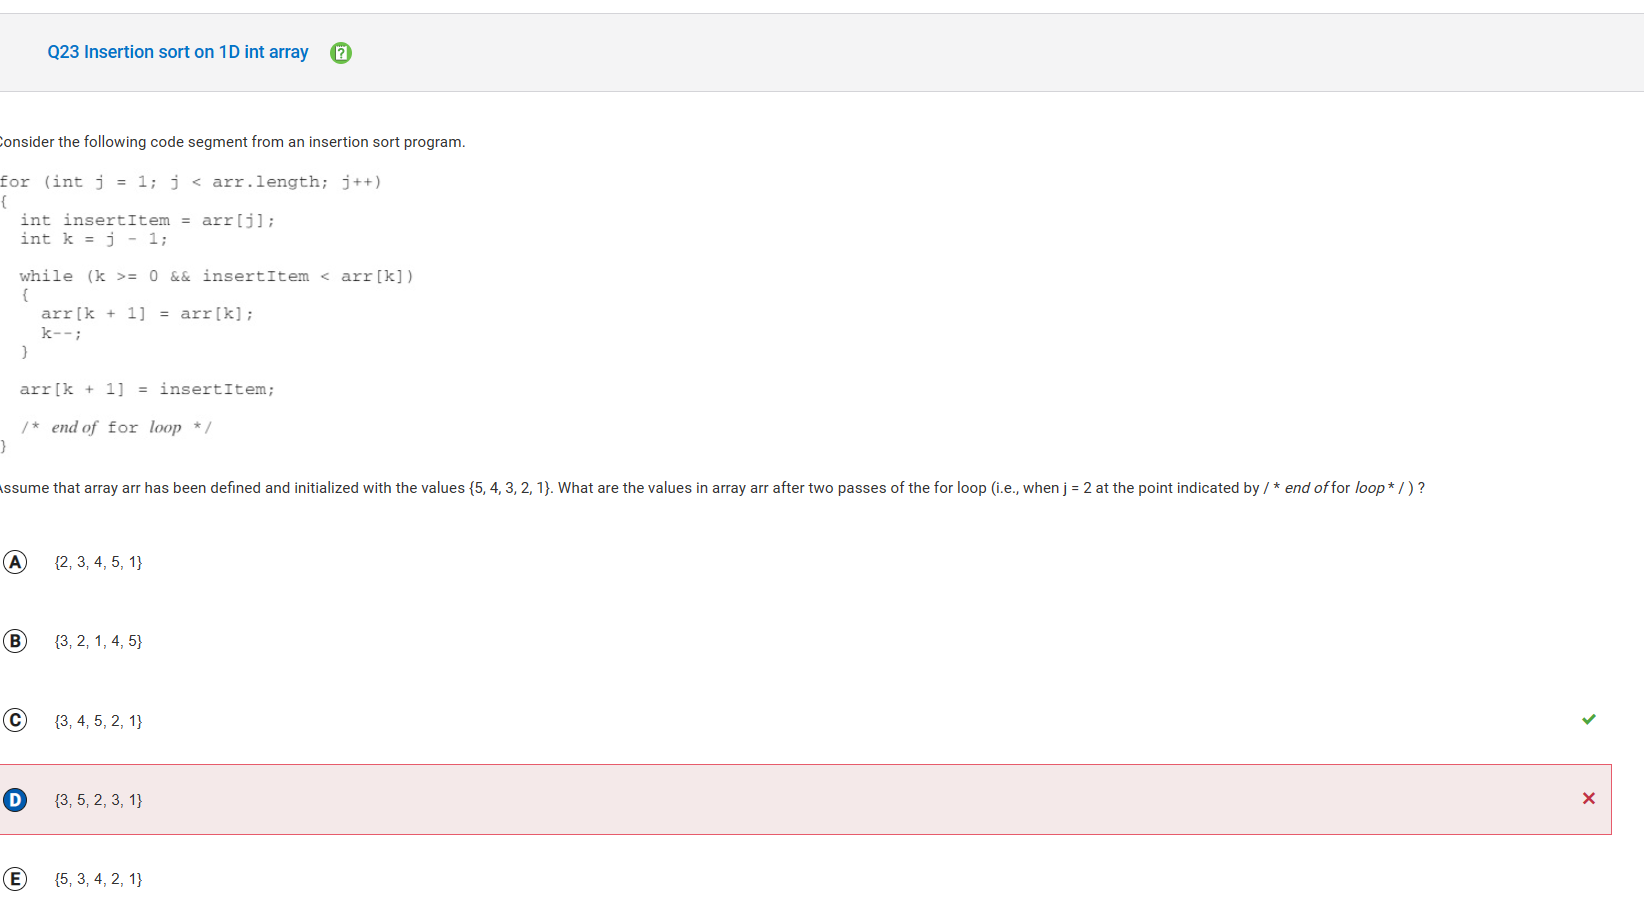 Q23 Insertion sort on 1D int array
Consider the following code segment from an insertion sort program.
for (int j = 1; j < arr.length; j++)
{
int insertItem = arr[j];
int k = j - 1;
while (k >= 0 && insertItem < arr[k])
{
arr[k + 1] = arr[k];
k--;
}
arr[k + 1] = insertItem;
/* end of for loop */
}
Assume that array arr has been defined and initialized with the values {5, 4, 3, 2, 1}. What are the values in array arr after two passes of the for loop (i.e., when j = 2 at the point indicated by / * end of for loop * / ) ?
A {2, 3, 4, 5, 1}
B {3, 2, 1, 4, 5}
C {3, 4, 5, 2, 1}
D {3, 5, 2, 3, 1}
E {5, 3, 4, 2, 1}